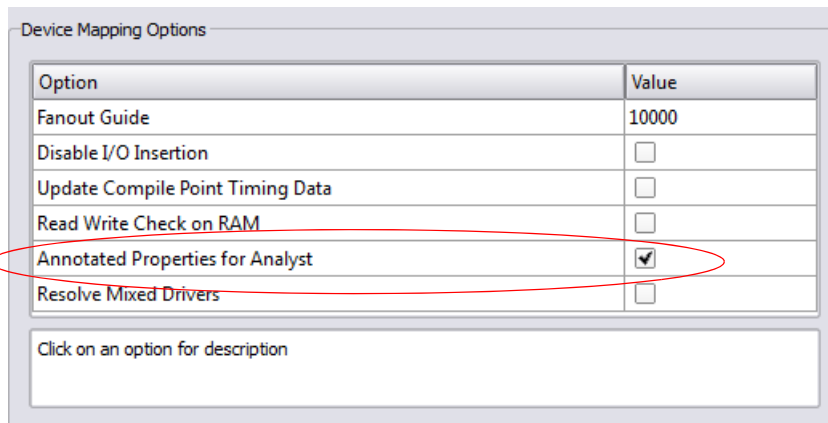 Device Mapping Options
Option Value
Fanout Guide 10000
Disable I/O Insertion
Update Compile Point Timing Data
Read Write Check on RAM
Annotated Properties for Analyst
Resolve Mixed Drivers
Click on an option for description